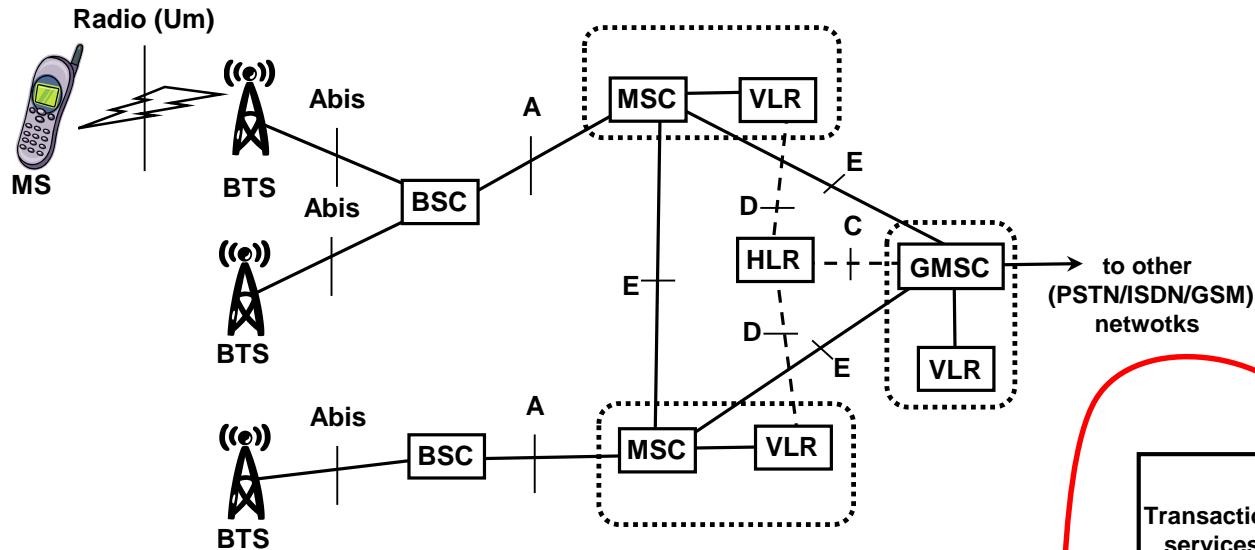 Radio (Um)
MS
BTS
Abis
Abis
BTS
BSC
A
MSC
VLR
E
D
C
HLR
GMSC
to other
(PSTN/ISDN/GSM)
netwotks
E
D
E
VLR
Abis
A
BTS
BSC
MSC
VLR
Transactio
services